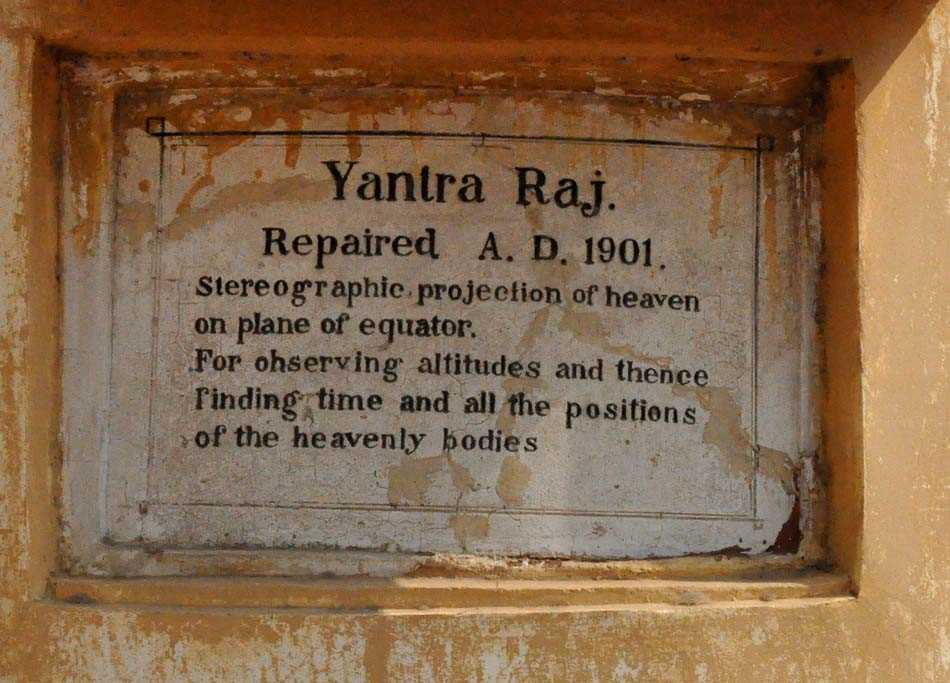 Yantra Raj.
Repaired A. D. 1901.
Stereographic projection of heaven
on plane of equator.
For observing altitudes and thence
finding time and all the positions
of the heavenly bodies